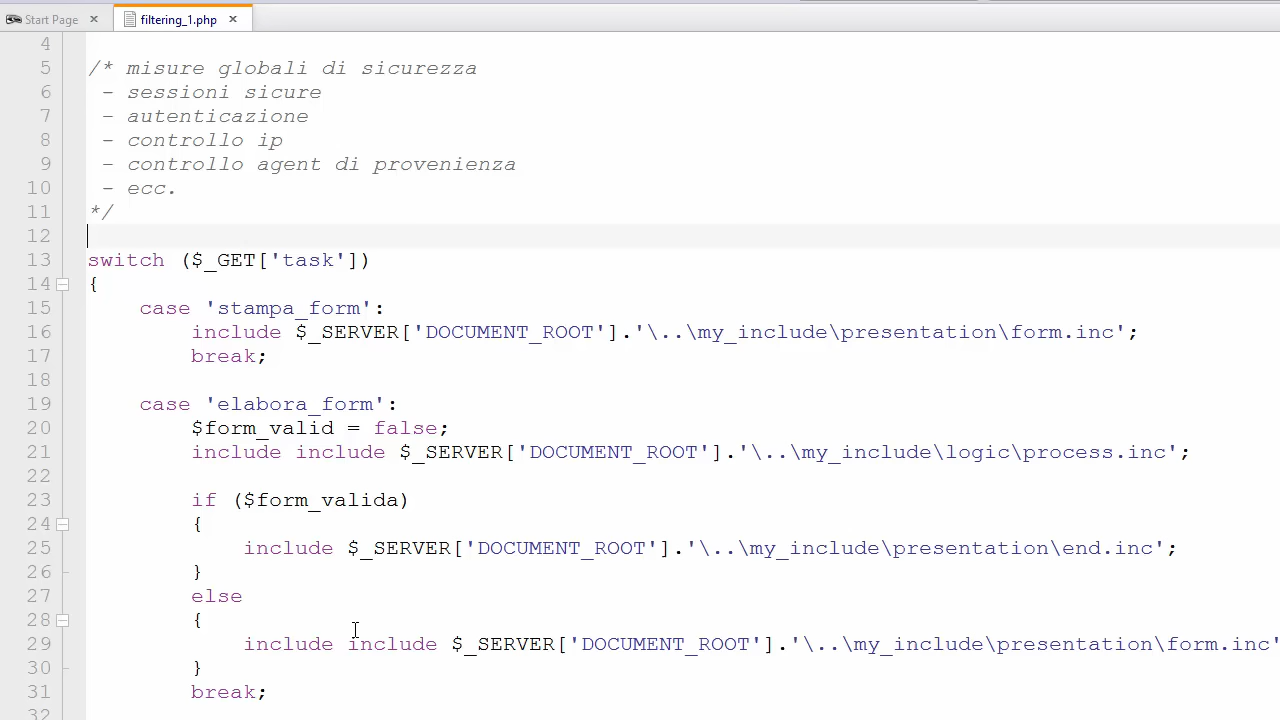 Start Page
filtering_1.php
4
5 /* misure globali di sicurezza
6 - sessioni sicure
7 - autenticazione
8 - controllo ip
9 - controllo agent di provenienza
10 - ecc.
11 */
12
13 switch ($_GET['task'])
14 {
15 case 'stampa_form':
16 include $_SERVER['DOCUMENT_ROOT'].'\..\my_include\presentation\form.inc';
17 break;
18
19 case 'elabora_form':
20 $form_valid = false;
21 include include $_SERVER['DOCUMENT_ROOT'].'\..\my_include\logic\process.inc';
22
23 if ($form_valida)
24 {
25 include $_SERVER['DOCUMENT_ROOT'].'\..\my_include\presentation\end.inc';
26 }
27 else
28 {
29 include include $_SERVER['DOCUMENT_ROOT'].'\..\my_include\presentation\form.inc'
30 }
31 break;
32